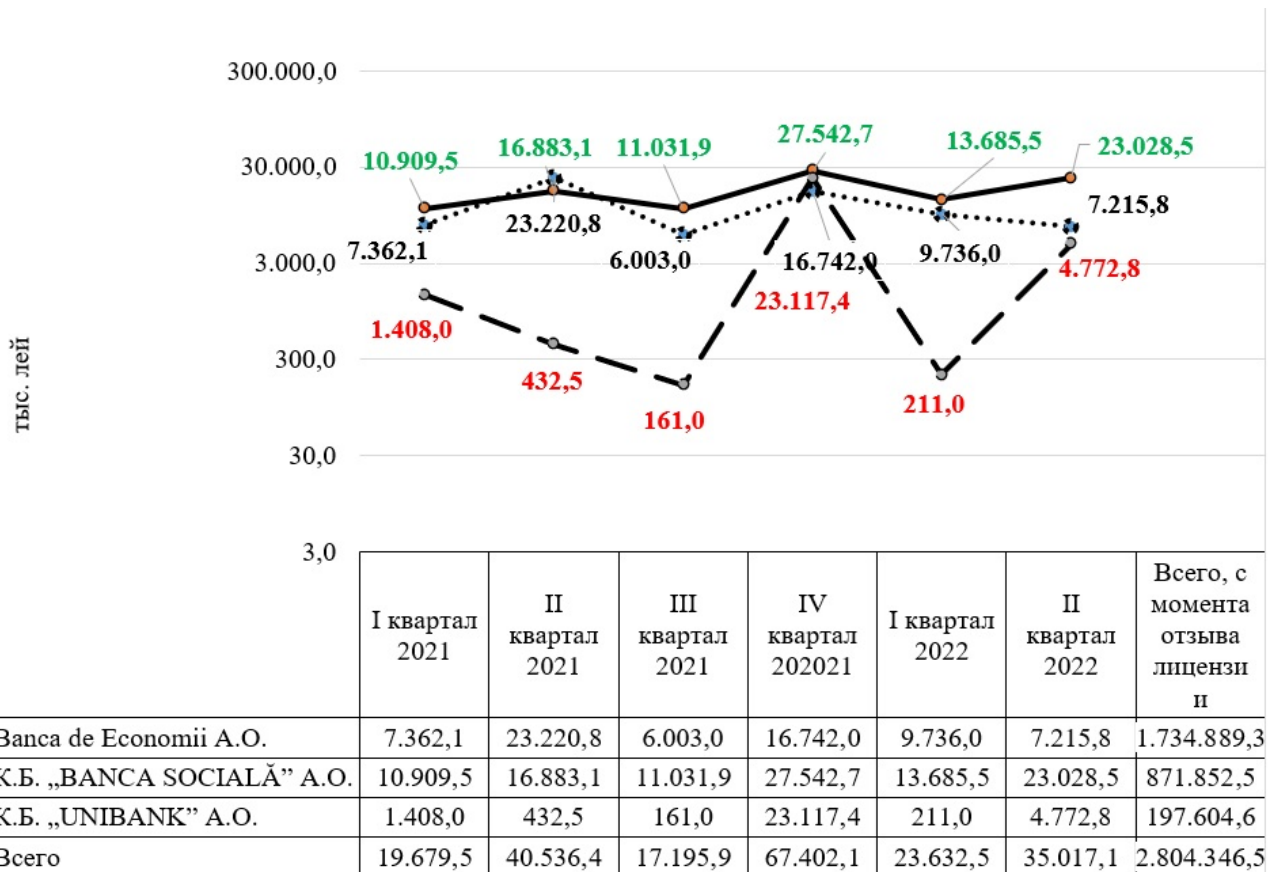 300.000,0
27.542,7
16.883,1 11.031,9 13.685,5 23.028,5
10.909,5
30.000,0
7.215,8
23.220,8
7.362,1 6.003,0 16.742,0 9.736,0 4.772,8
3.000,0
23.117,4
1.408,0
тыс. лей
300,0
432,5
211,0
161,0
30,0
3,0
I квартал 2021
II квартал 2021
III квартал 2021
IV квартал 202021
I квартал 2022
II квартал 2022
Всего, с момента отзыва лицензи и
Banca de Economii А.О. 7.362,1 23.220,8 6.003,0 16.742,0 9.736,0 7.215,8 1.734.889,3
К.Б. „BANCA SOCIALĂ” А.О. 10.909,5 16.883,1 11.031,9 27.542,7 13.685,5 23.028,5 871.852,5
К.Б. „UNIBANK” А.О. 1.408,0 432,5 161,0 23.117,4 211,0 4.772,8 197.604,6
Всего 19.679,5 40.536,4 17.195,9 67.402,1 23.632,5 35.017,1 2.804.346,5